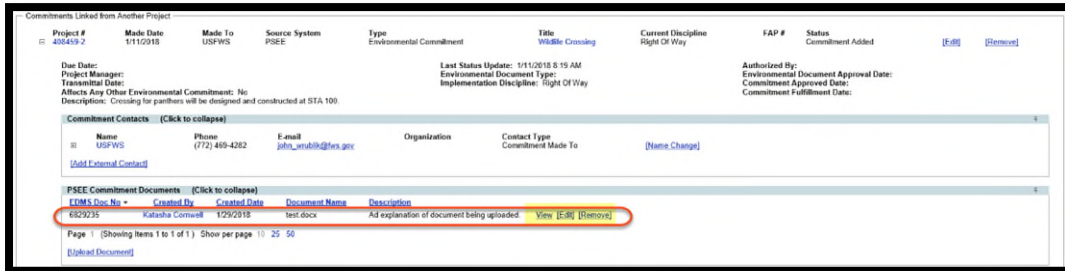 Commitments Linked from Another Project
Project # Made Date Made To Source System Type Title Current Discipline FAP # Status
408459-2 1/11/2018 USFWS PSEE Environmental Commitment Wildlife Crossing Right Of Way Commitment Added [Edit] [Remove]
Due Date: Last Status Update: 1/11/2018 8:19 AM Authorized By:
Project Manager: Environmental Document Type: Environmental Document Approval Date:
Transmittal Date: Implementation Discipline: Right Of Way Commitment Approved Date:
Affects Any Other Environmental Commitment: No Commitment Fulfillment Date:
Description: Crossing for panthers will be designed and constructed at STA 100.
Commitment Contacts (Click to collapse)
Name Phone E-mail Organization Contact Type
USFWS (772) 469-4282 john_wrublik@fws.gov Commitment Made To [Name Change]
[Add External Contact]
PSEE Commitment Documents (Click to collapse)
EDMS Doc No Created By Created Date Document Name Description
6829235 Katasha Cornwell 1/29/2018 test.docx Ad explanation of document being uploaded. View [Edit] [Remove]
Page 1 (Showing Items 1 to 1 of 1) Show per page 10 25 50
[Upload Document]